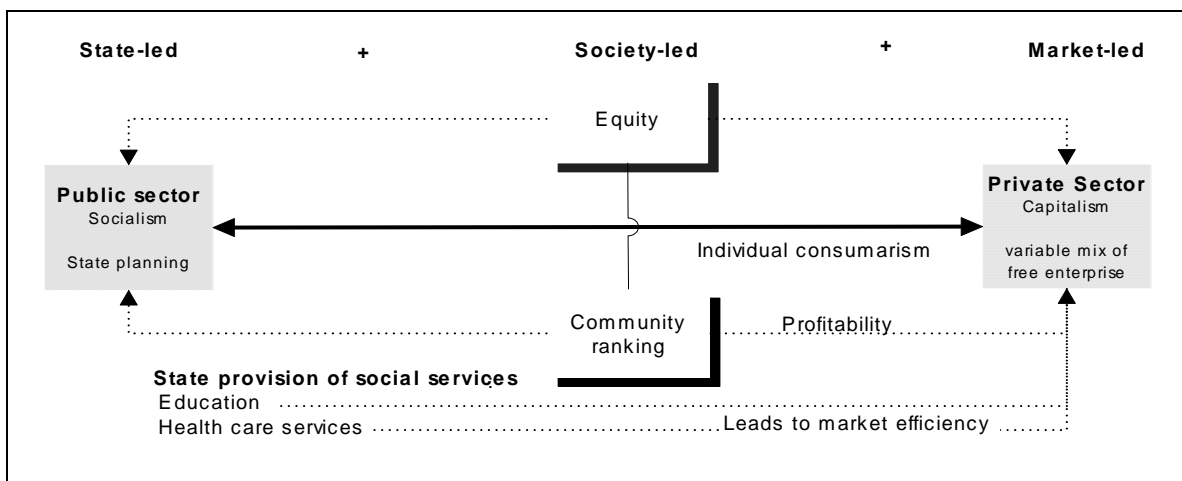 State-led + Society-led + Market-led
Equity
Public sector
Socialism
State planning
Private Sector
Capitalism
variable mix of
free enterprise
Individual consumarism
Community
ranking
Profitability
State provision of social services
Education
Health care services
Leads to market efficiency